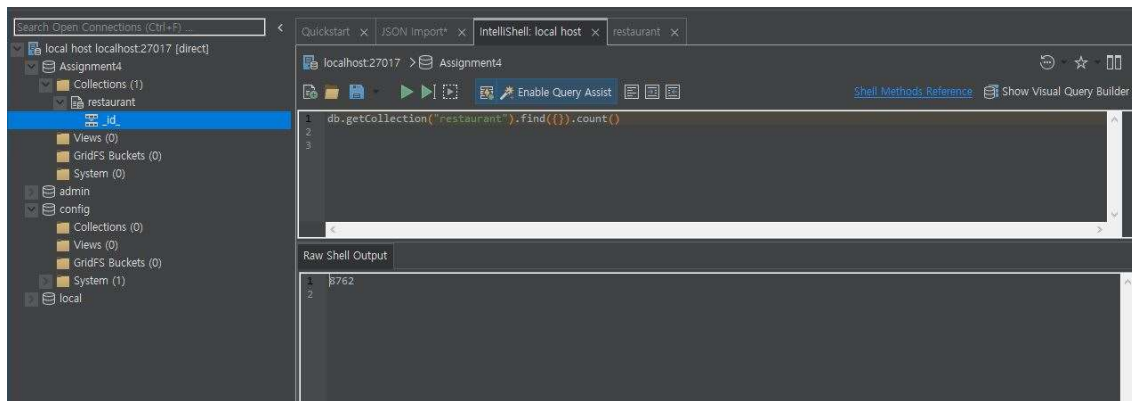 Search Open Connections (Ctrl+F) ...
local host localhost:27017 [direct]
Assignment4
Collections (1)
restaurant
_id_
Views (0)
GridFS Buckets (0)
System (0)
admin
config
Collections (0)
Views (0)
GridFS Buckets (0)
System (1)
local
Quickstart
JSON Import*
IntelliShell: local host
restaurant
localhost:27017
Assignment4
Enable Query Assist
Shell Methods Reference
Show Visual Query Builder
1 db.getCollection("restaurant").find({}).count()
2
3
Raw Shell Output
1 8762
2